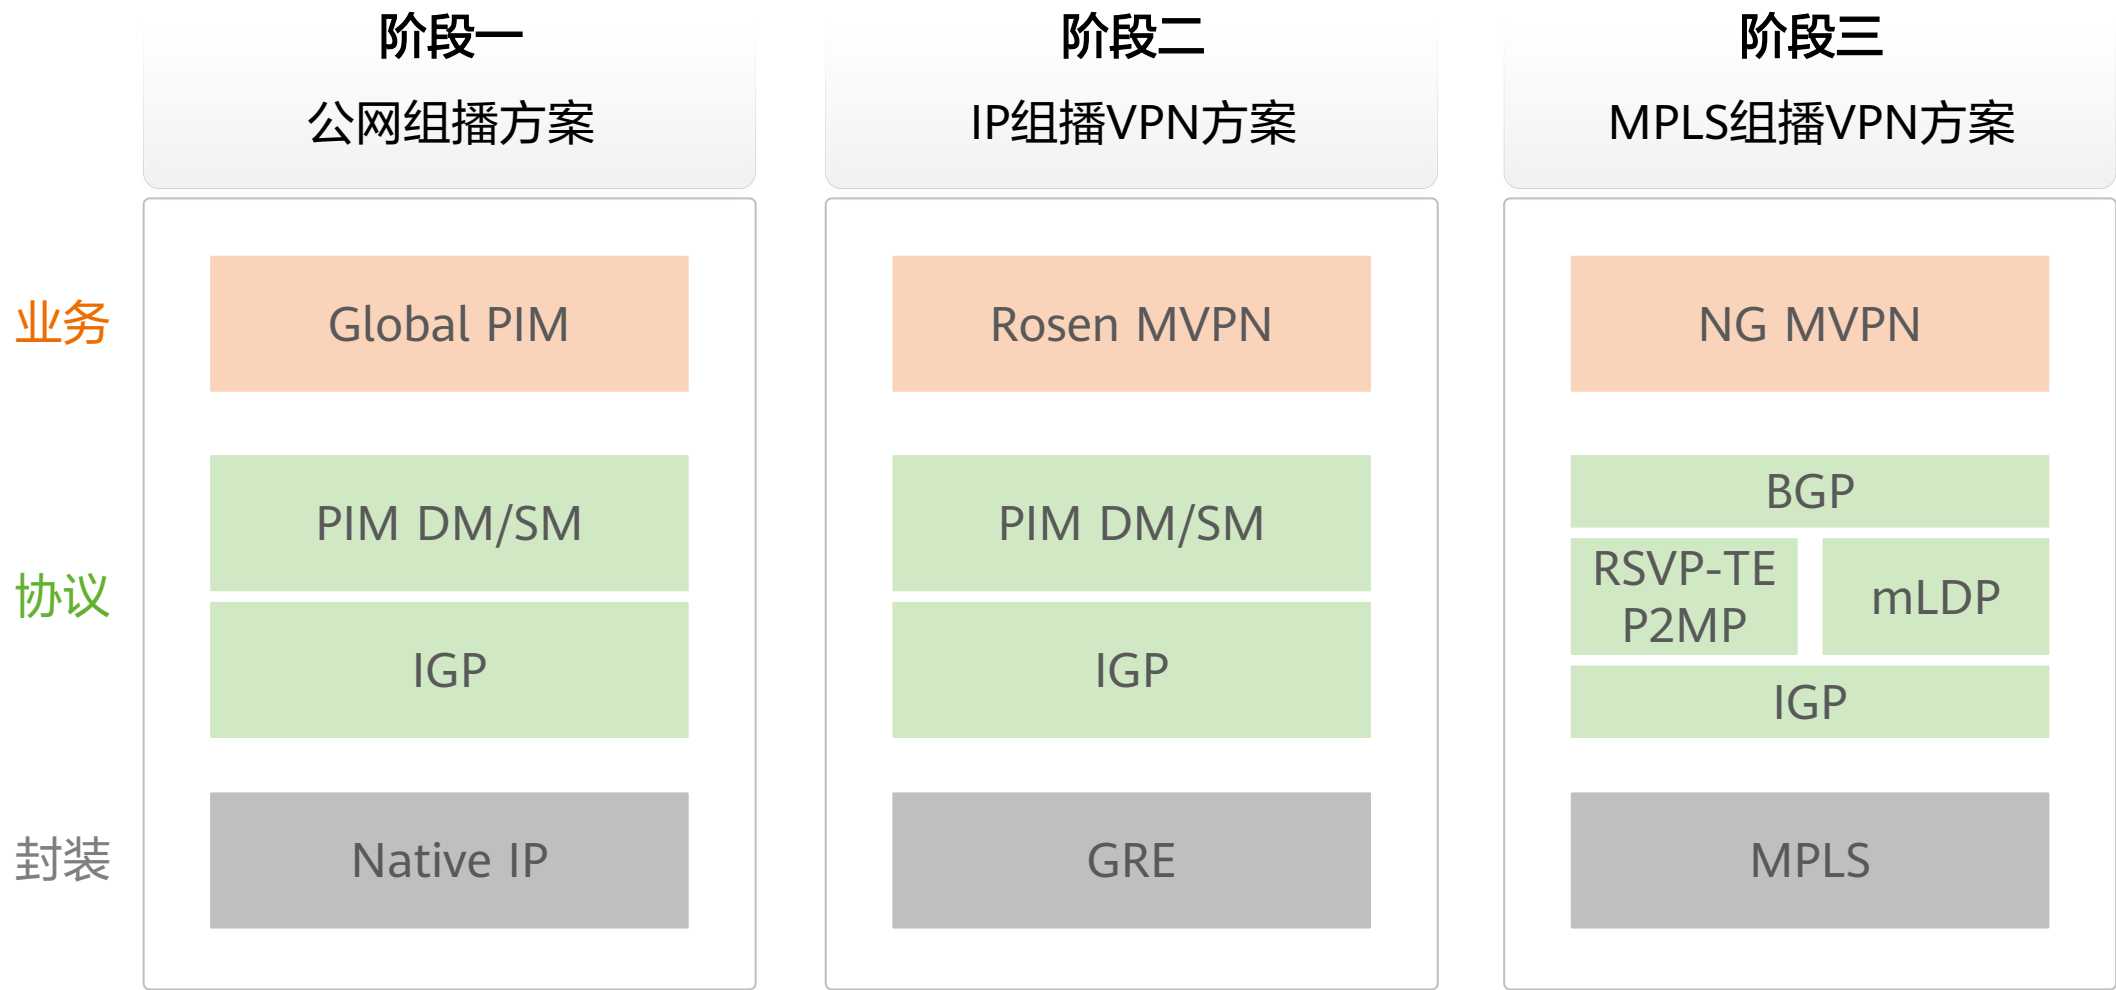 阶段一
公网组播方案
阶段二
IP组播VPN方案
阶段三
MPLS组播VPN方案
业务
Global PIM
Rosen MVPN
NG MVPN
协议
PIM DM/SM
IGP
PIM DM/SM
IGP
BGP
RSVP-TE
P2MP
mLDP
IGP
封装
Native IP
GRE
MPLS